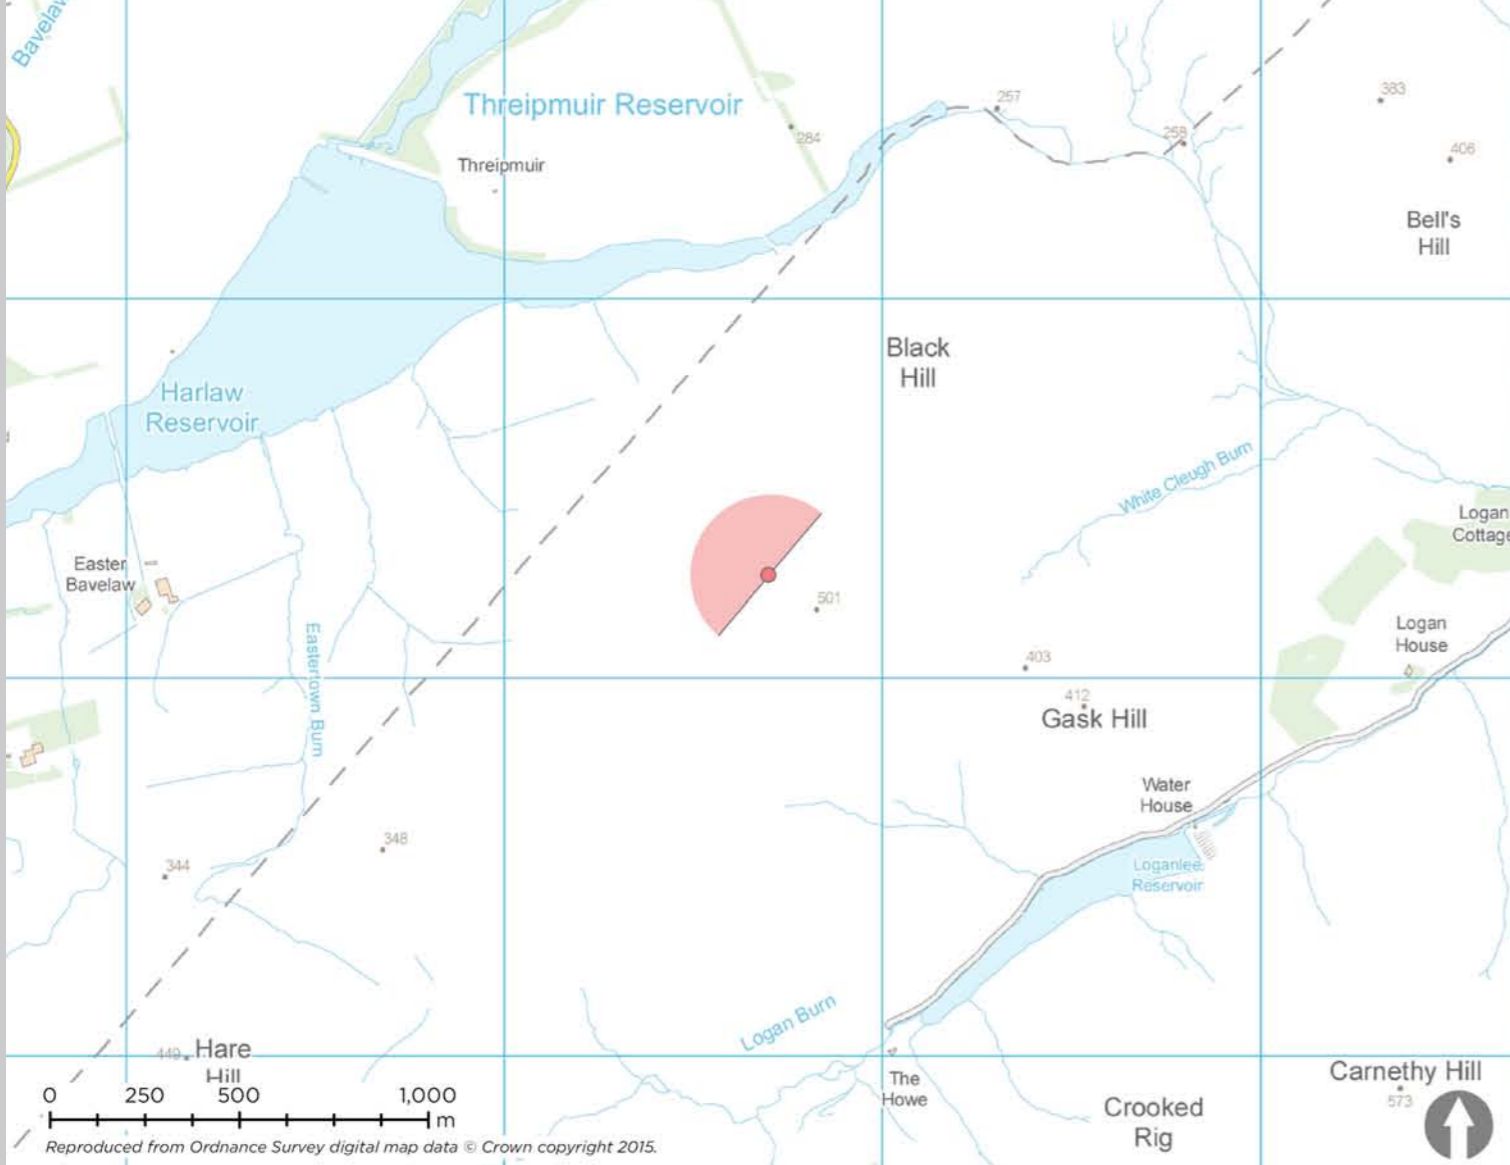 Bavelaw
Threipmuir Reservoir
Threipmuir
284
257
258
383
406
Bell's
Hill
Black
Hill
Harlaw
Reservoir
White Cleugh Burn
Logan
Cottage
Easter
Bavelaw
501
Logan
House
Eastertown Burn
403
412
Gask Hill
Water
House
348
344
Loganlee
Reservoir
Logan Burn
449
Hare
Hill
The
Howe
Carnethy Hill
573
Crooked
Rig
0 250 500 1,000
m
Reproduced from Ordnance Survey digital map data © Crown copyright 2015.